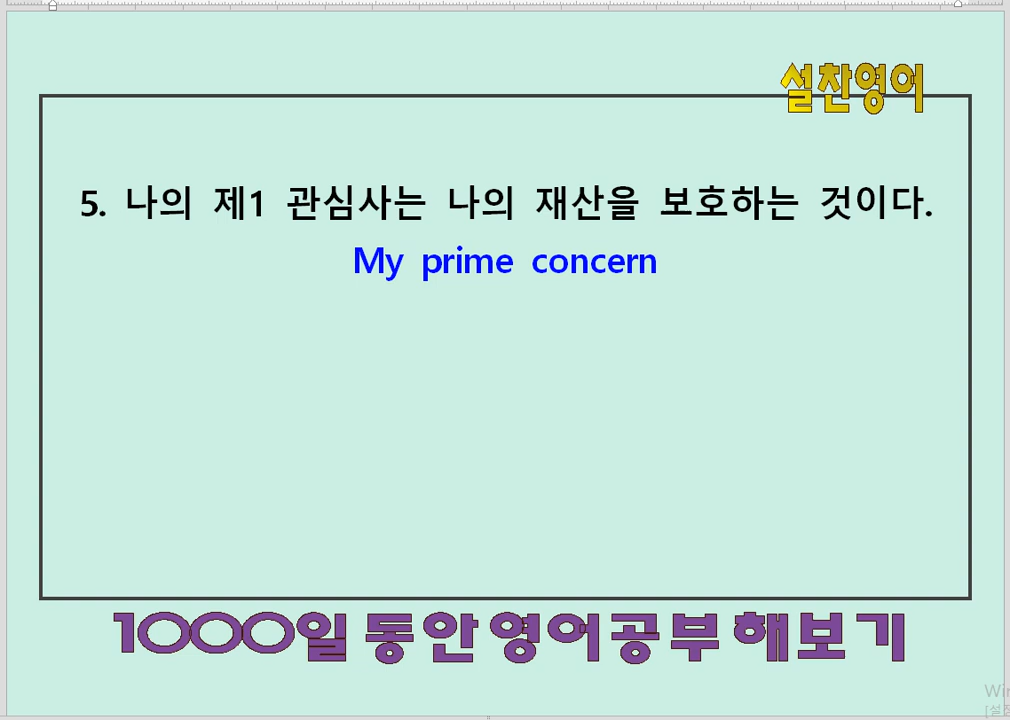 설찬영어
5. 나의 제1 관심사는 나의 재산을 보호하는 것이다.
My prime concern
1000일 동안 영어공부 해보기